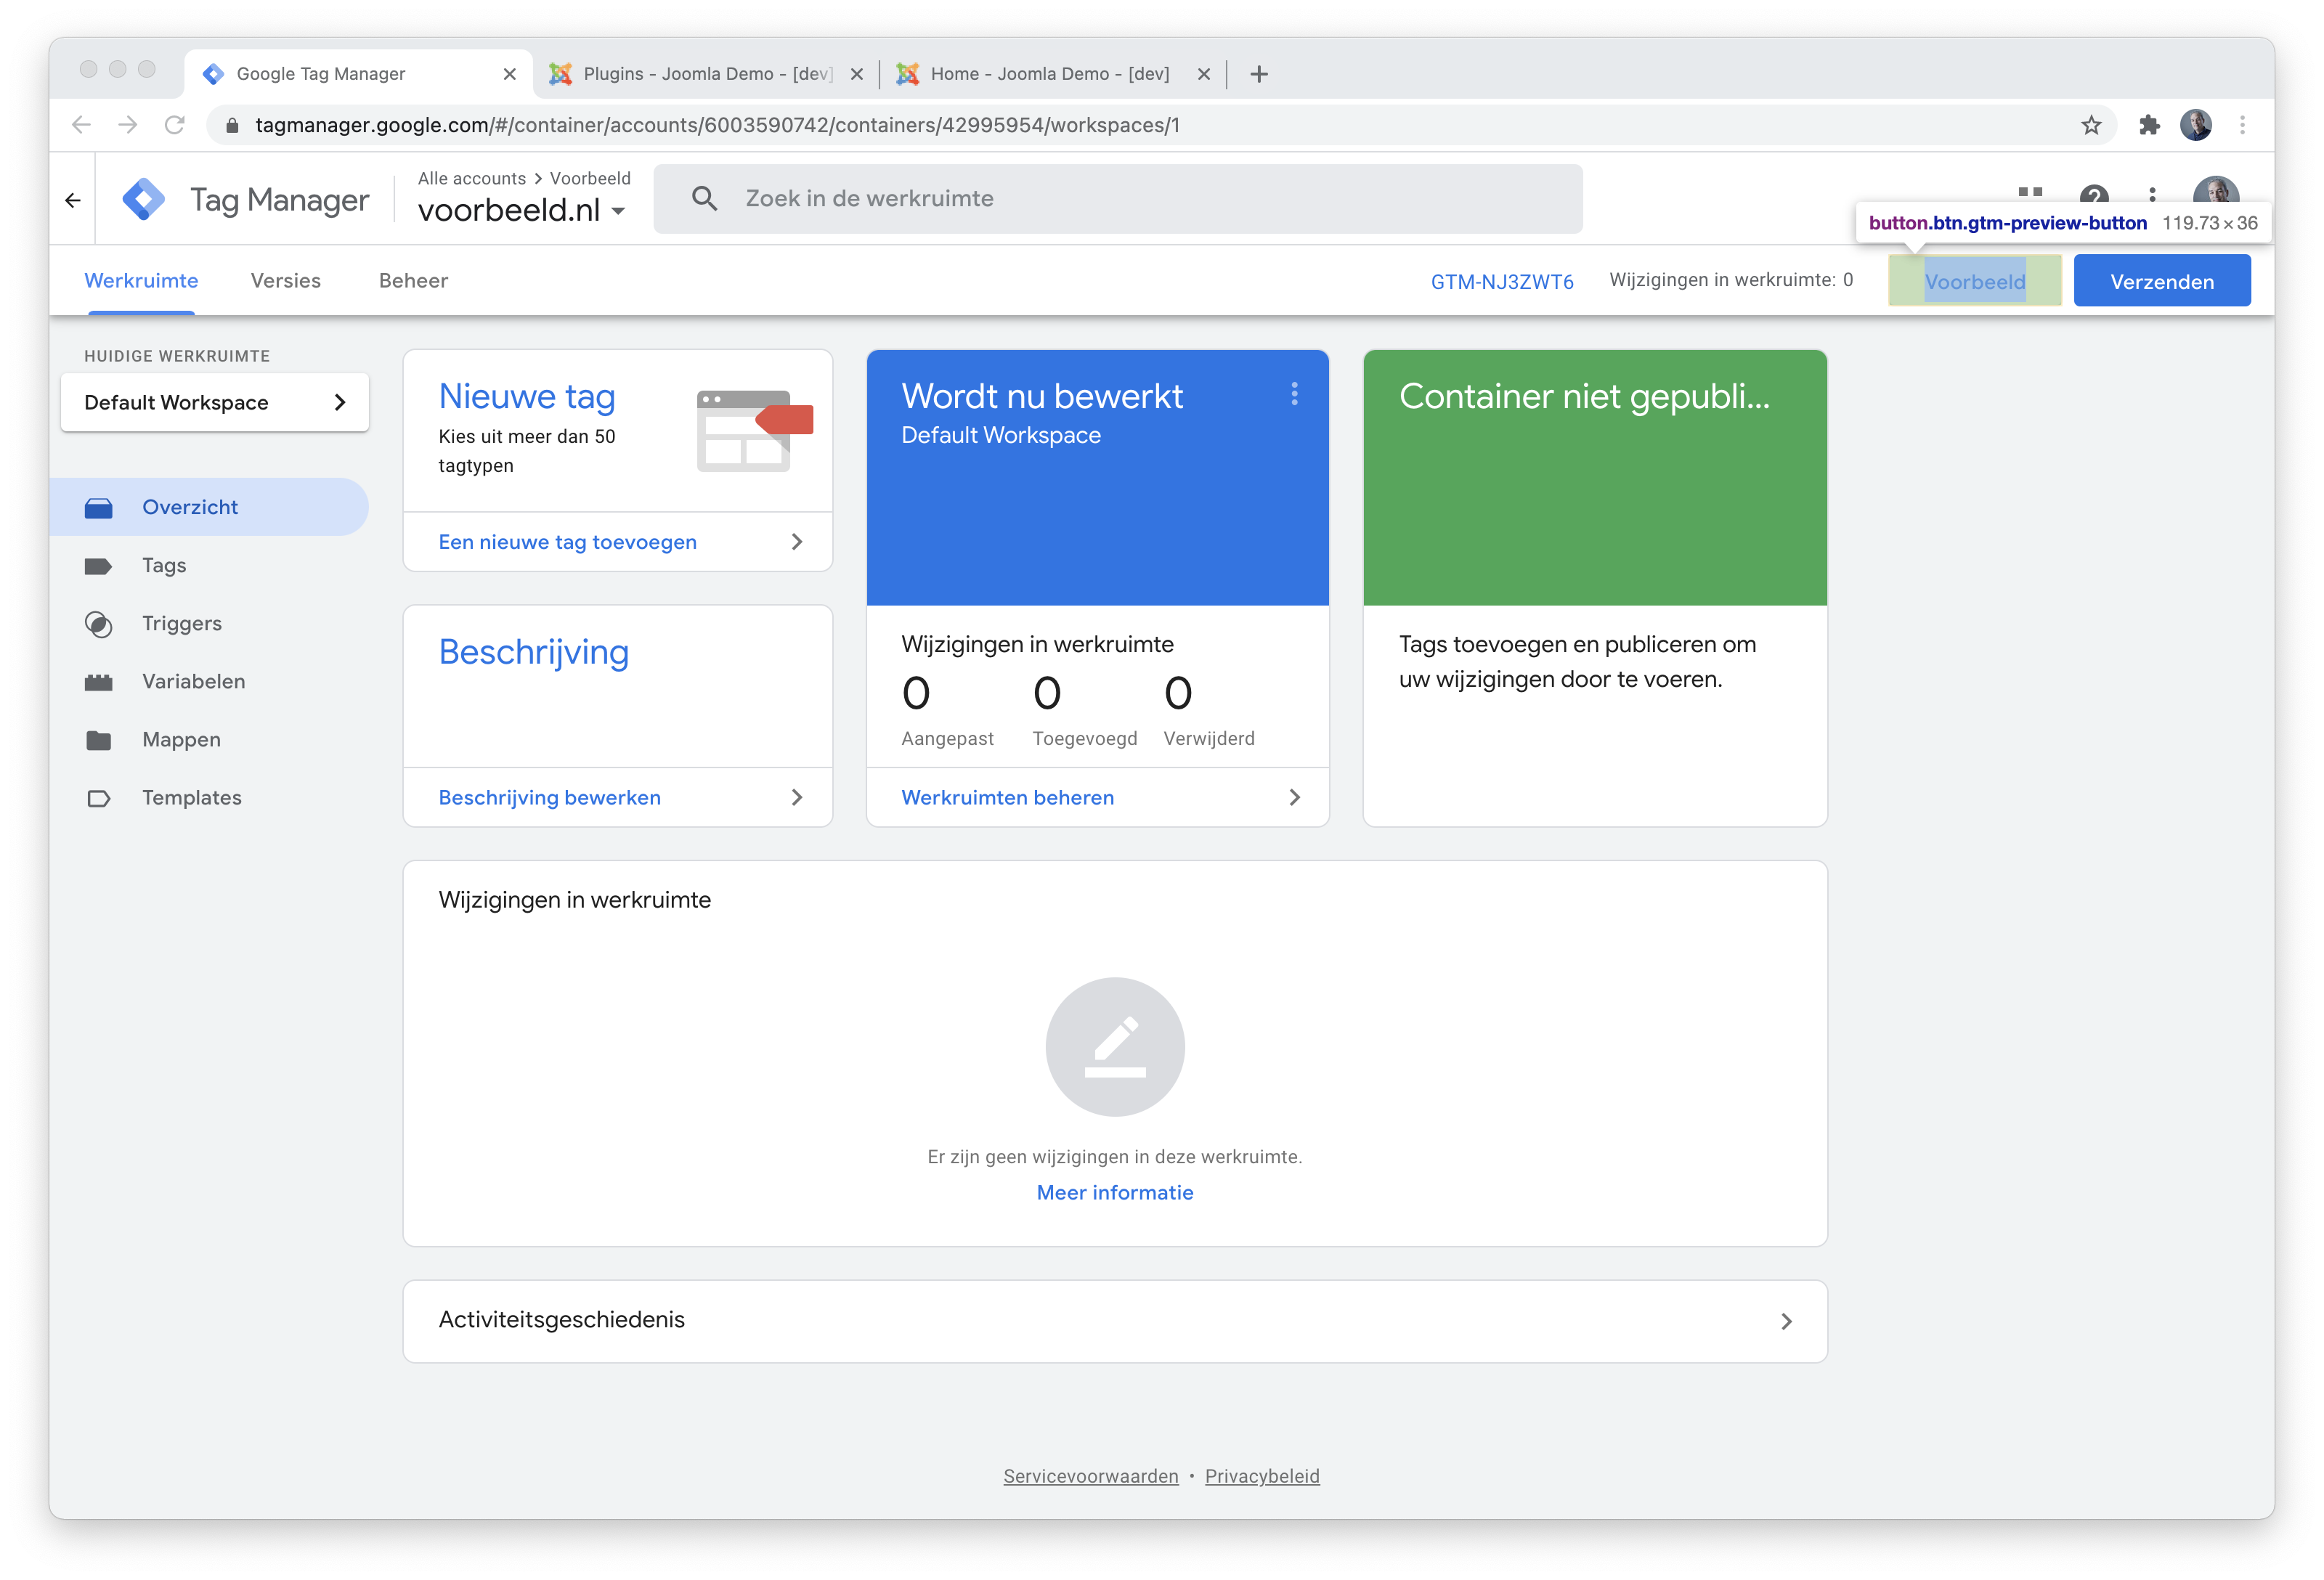 Google Tag Manager
Plugins - Joomla Demo - [dev]
Home - Joomla Demo - [dev]
tagmanager.google.com/#/container/accounts/6003590742/containers/42995954/workspaces/1
Tag Manager
Alle accounts > Voorbeeld
voorbeeld.nl
Zoek in de werkruimte
button.btn.gtm-preview-button 119.73 × 36
Werkruimte
Versies
Beheer
GTM-NJ3ZWT6
Wijzigingen in werkruimte: 0
Voorbeeld
Verzenden
HUIDIGE WERKRUIMTE
Default Workspace
Overzicht
Tags
Triggers
Variabelen
Mappen
Templates
Nieuwe tag
Kies uit meer dan 50
tagtypen
Een nieuwe tag toevoegen
Beschrijving
Beschrijving bewerken
Wordt nu bewerkt
Default Workspace
Wijzigingen in werkruimte
0 0 0
Aangepast Toegevoegd Verwijderd
Werkruimten beheren
Container niet gepubli...
Tags toevoegen en publiceren om
uw wijzigingen door te voeren.
Wijzigingen in werkruimte
Er zijn geen wijzigingen in deze werkruimte.
Meer informatie
Activiteitsgeschiedenis
Servicevoorwaarden • Privacybeleid